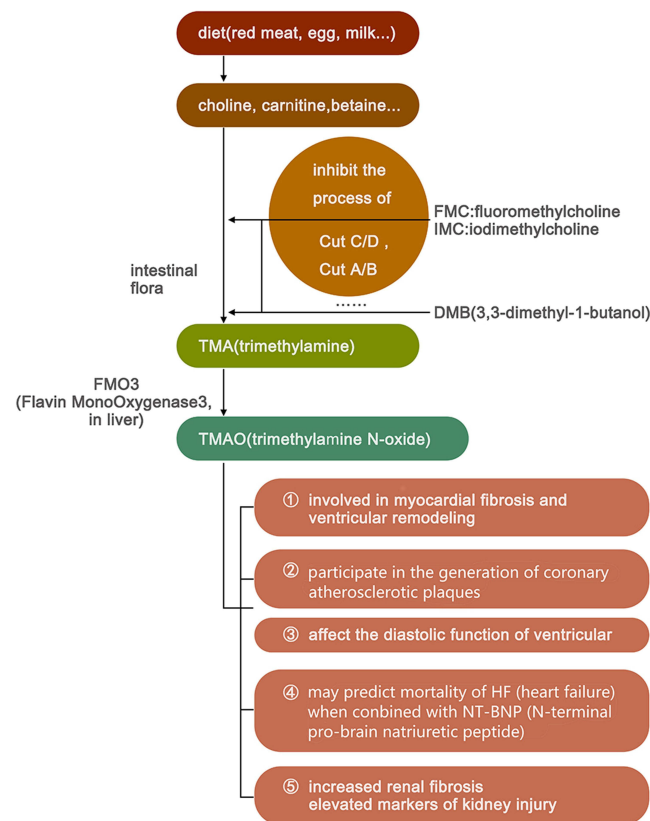 diet(red meat, egg, milk...)
choline, carnitine,betaine...
inhibit the
process of
Cut C/D ,
Cut A/B
......
FMC:fluoromethylcholine
IMC:iodimethylcholine
intestinal
flora
DMB(3,3-dimethyl-1-butanol)
TMA(trimethylamine)
FMO3
(Flavin MonoOxygenase3,
in liver)
TMAO(trimethylamine N-oxide)
① involved in myocardial fibrosis and
ventricular remodeling
② participate in the generation of coronary
atherosclerotic plaques
③ affect the diastolic function of ventricular
④ may predict mortality of HF (heart failure)
when combined with NT-BNP (N-terminal
pro-brain natriuretic peptide)
⑤ increased renal fibrosis
elevated markers of kidney injury